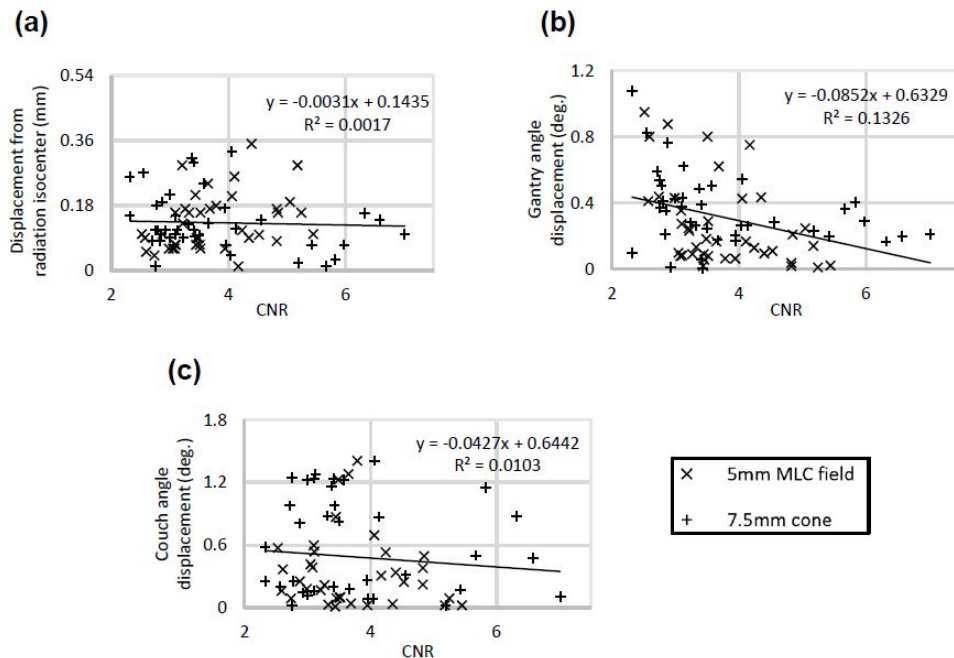 (a)
0.54
0.36
0.18
0
Displacement from
radiation isocenter (mm)
y = -0.0031x + 0.1435
R² = 0.0017
2 4 6
CNR
(b)
1.2
0.8
0.4
0
Gantry angle
displacement (deg.)
y = -0.0852x + 0.6329
R² = 0.1326
2 4 6
CNR
(c)
1.8
1.2
0.6
0
Couch angle
displacement (deg.)
y = -0.0427x + 0.6442
R² = 0.0103
2 4 6
CNR
× 5mm MLC field
+ 7.5mm cone